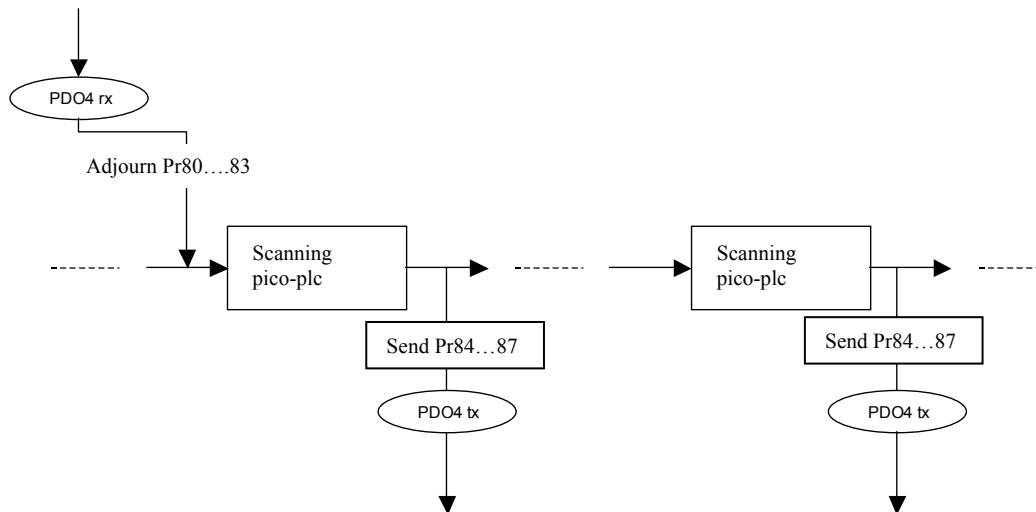 PDO4 rx
Adjourn Pr80….83
Scanning
pico-plc
Scanning
pico-plc
Send Pr84…87
Send Pr84…87
PDO4 tx
PDO4 tx